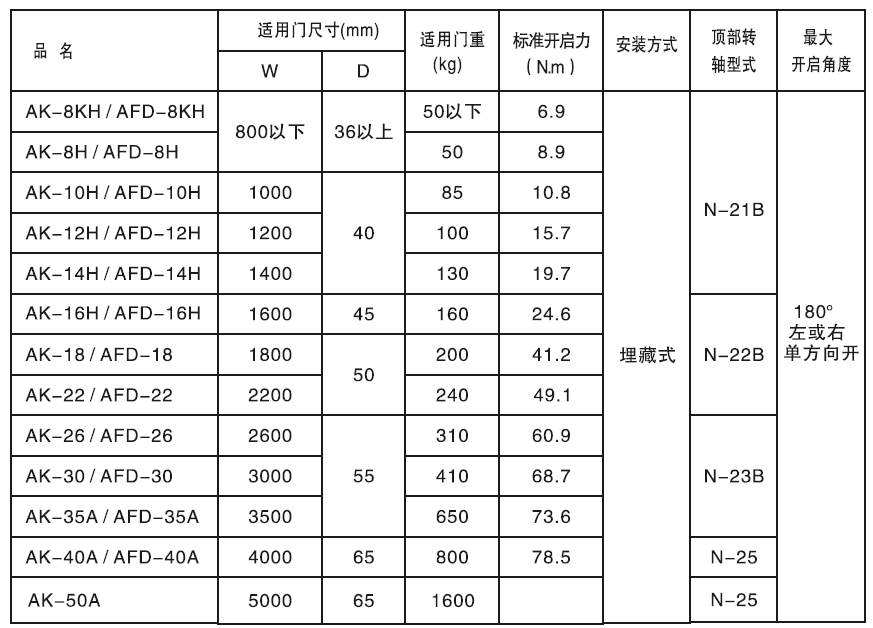 品 名
适用门尺寸(mm)
W
D
适用门重
(kg)
标准开启力
( N.m )
安装方式
顶部转
轴型式
最大
开启角度
AK-8KH / AFD-8KH
800以下
36以上
50以下
6.9
AK-8H / AFD-8H
50
8.9
AK-10H / AFD-10H
1000
85
10.8
AK-12H / AFD-12H
1200
40
100
15.7
N-21B
AK-14H / AFD-14H
1400
130
19.7
AK-16H / AFD-16H
1600
45
160
24.6
AK-18 / AFD-18
1800
50
200
41.2
埋藏式
N-22B
180°
左或右
单方向开
AK-22 / AFD-22
2200
240
49.1
AK-26 / AFD-26
2600
310
60.9
AK-30 / AFD-30
3000
55
410
68.7
N-23B
AK-35A / AFD-35A
3500
650
73.6
AK-40A / AFD-40A
4000
65
800
78.5
N-25
AK-50A
5000
65
1600
N-25